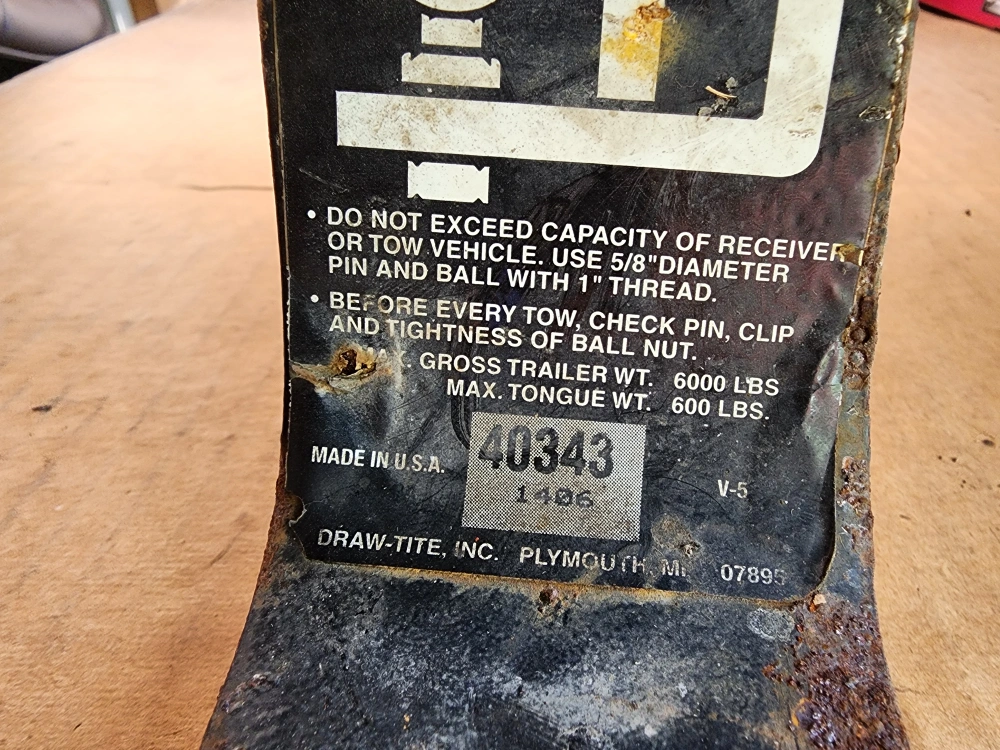 • DO NOT EXCEED CAPACITY OF RECEIVER
OR TOW VEHICLE. USE 5/8"DIAMETER
PIN AND BALL WITH 1" THREAD.
• BEFORE EVERY TOW, CHECK PIN, CLIP
AND TIGHTNESS OF BALL NUT.
GROSS TRAILER WT. 6000 LBS
MAX. TONGUE WT. 600 LBS.
MADE IN U.S.A. 40343 V-5
1406
DRAW-TITE, INC. PLYMOUTH, MI 07895